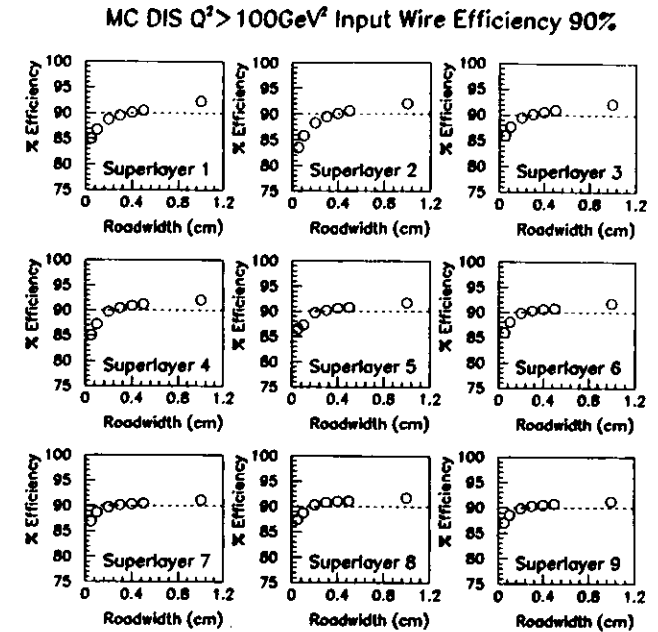 MC DIS Q²>100GeV² Input Wire Efficiency 90%
100
95
90
85
80
75
% Efficiency
Superlayer 1
0 0.4 0.8 1.2
Roadwidth (cm)
100
95
90
85
80
75
% Efficiency
Superlayer 2
0 0.4 0.8 1.2
Roadwidth (cm)
100
95
90
85
80
75
% Efficiency
Superlayer 3
0 0.4 0.8 1.2
Roadwidth (cm)
100
95
90
85
80
75
% Efficiency
Superlayer 4
0 0.4 0.8 1.2
Roadwidth (cm)
100
95
90
85
80
75
% Efficiency
Superlayer 5
0 0.4 0.8 1.2
Roadwidth (cm)
100
95
90
85
80
75
% Efficiency
Superlayer 6
0 0.4 0.8 1.2
Roadwidth (cm)
100
95
90
85
80
75
% Efficiency
Superlayer 7
0 0.4 0.8 1.2
Roadwidth (cm)
100
95
90
85
80
75
% Efficiency
Superlayer 8
0 0.4 0.8 1.2
Roadwidth (cm)
100
95
90
85
80
75
% Efficiency
Superlayer 9
0 0.4 0.8 1.2
Roadwidth (cm)